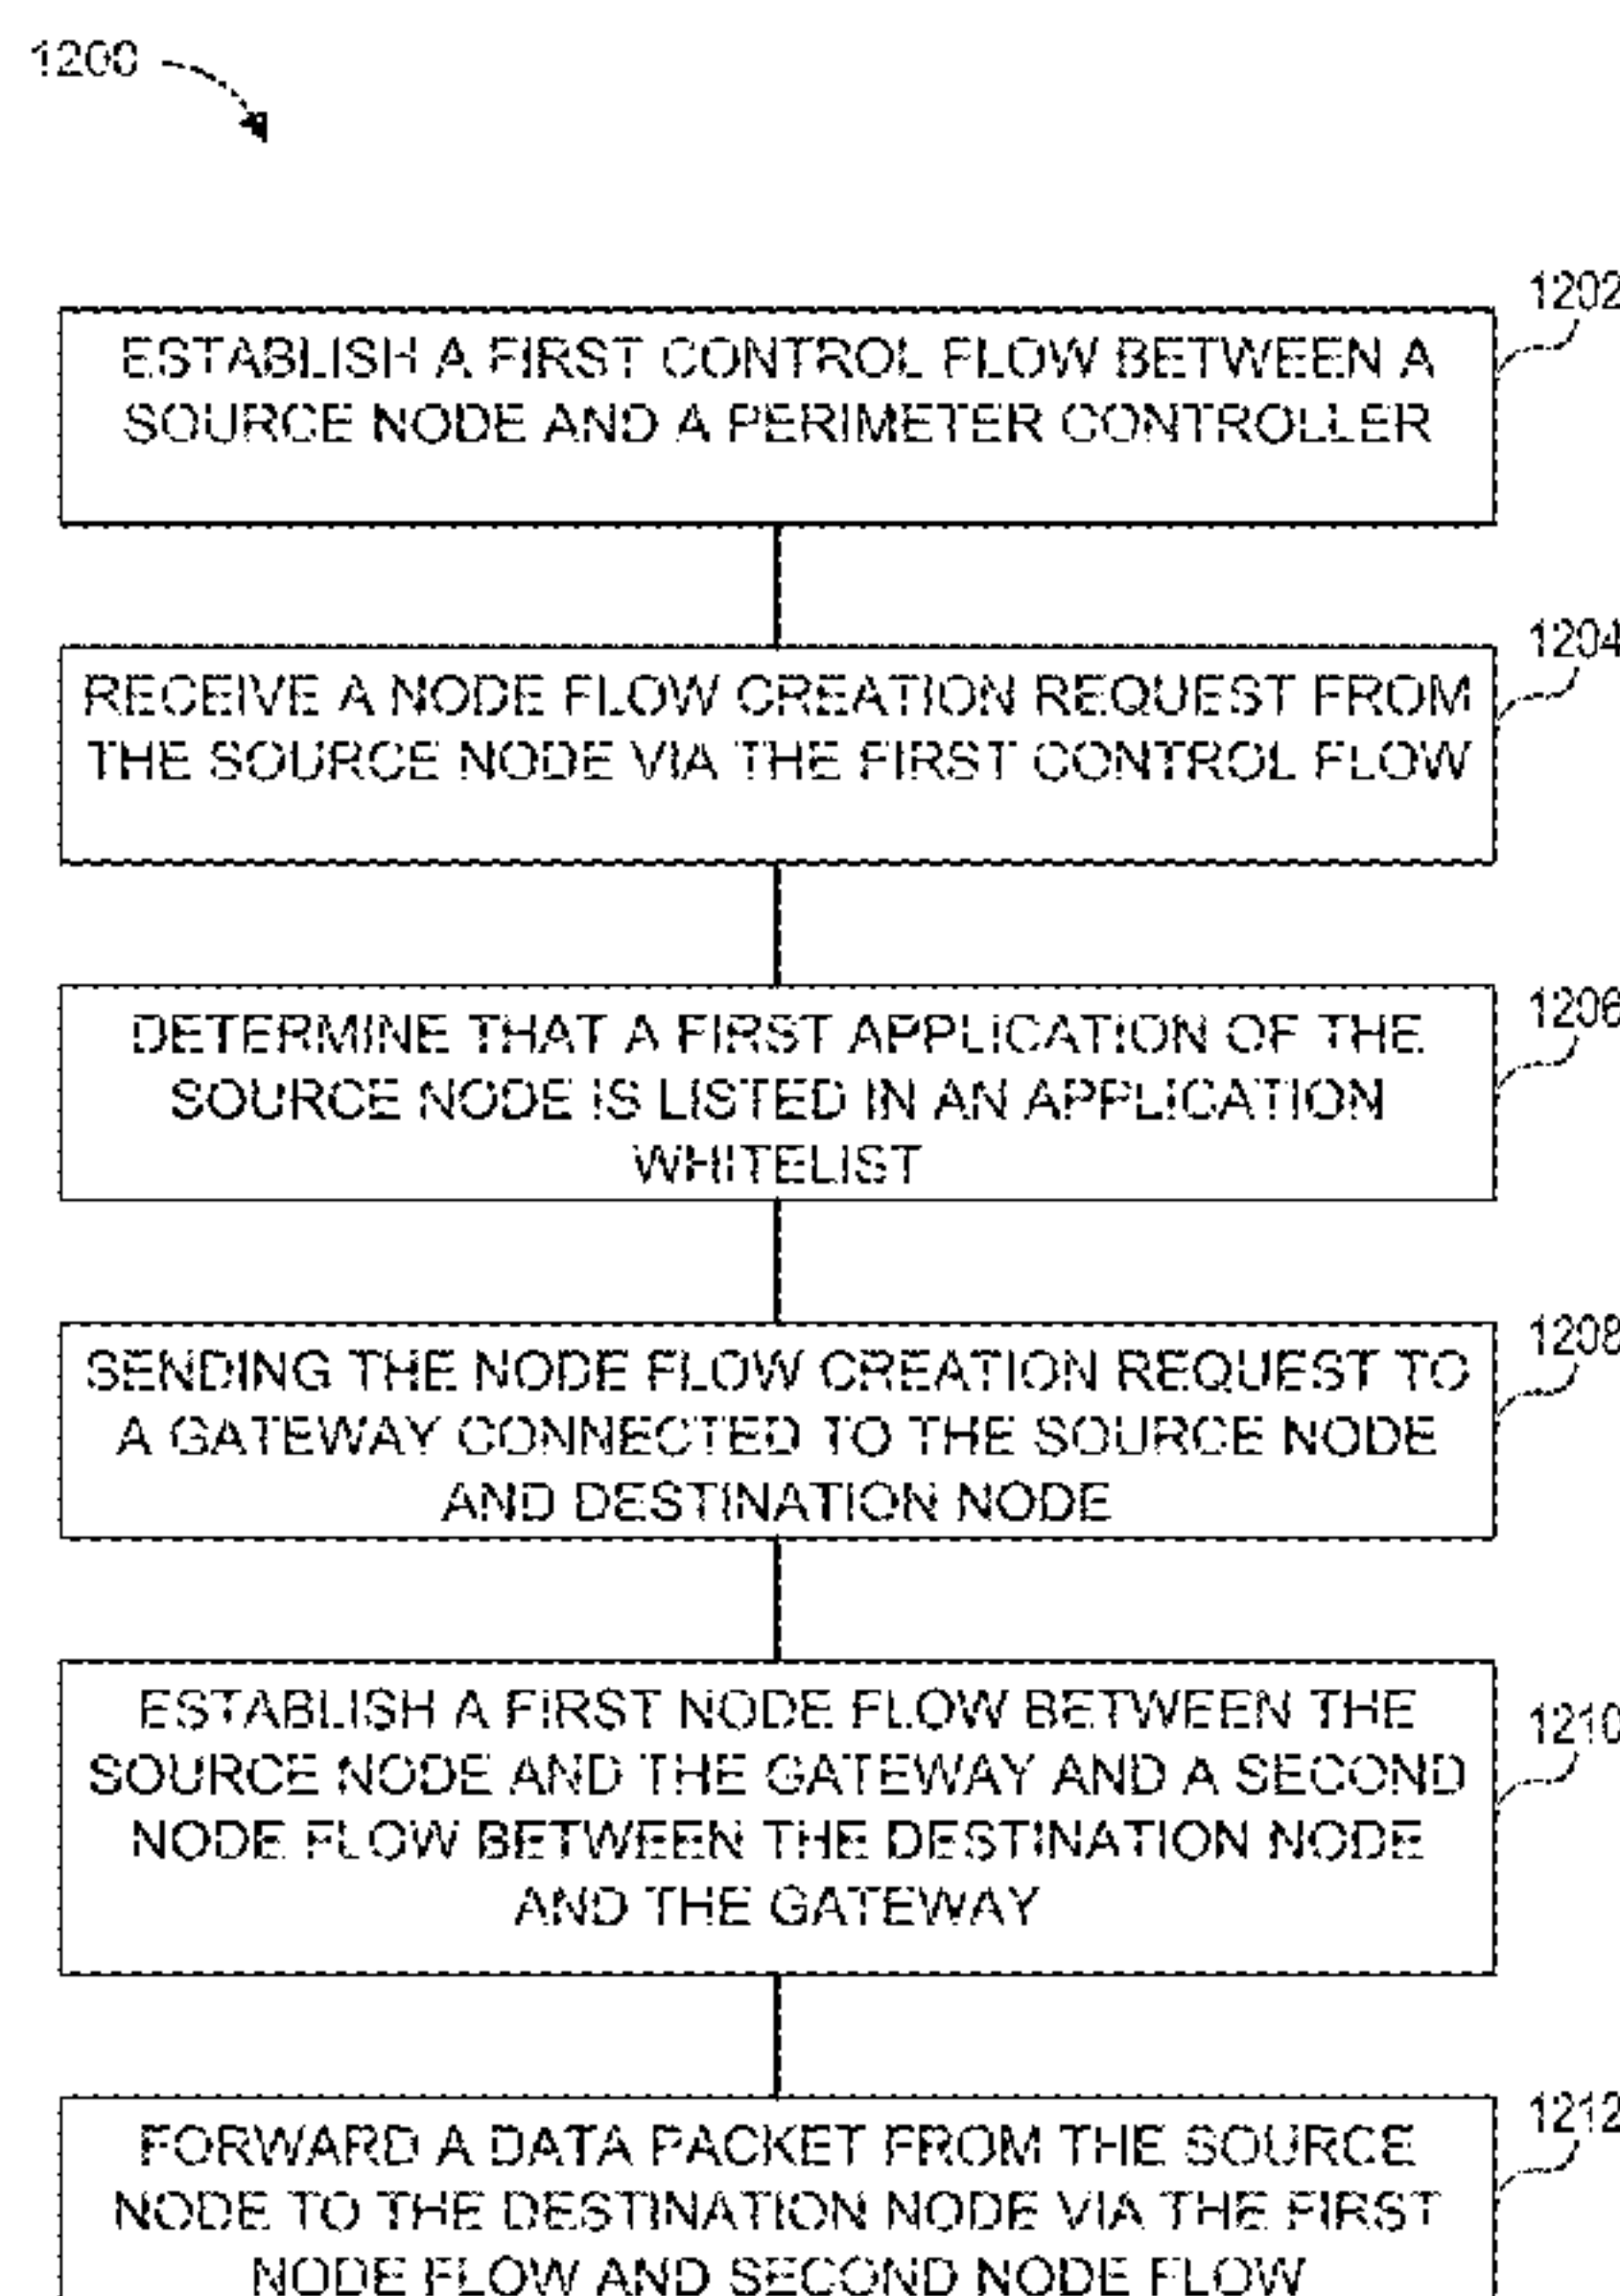 1200
1202
ESTABLISH A FIRST CONTROL FLOW BETWEEN A
SOURCE NODE AND A PERIMETER CONTROLLER
1204
RECEIVE A NODE FLOW CREATION REQUEST FROM
THE SOURCE NODE VIA THE FIRST CONTROL FLOW
1206
DETERMINE THAT A FIRST APPLICATION OF THE
SOURCE NODE IS LISTED IN AN APPLICATION
WHITELIST
1208
SENDING THE NODE FLOW CREATION REQUEST TO
A GATEWAY CONNECTED TO THE SOURCE NODE
AND DESTINATION NODE
1210
ESTABLISH A FIRST NODE FLOW BETWEEN THE
SOURCE NODE AND THE GATEWAY AND A SECOND
NODE FLOW BETWEEN THE DESTINATION NODE
AND THE GATEWAY
1212
FORWARD A DATA PACKET FROM THE SOURCE
NODE TO THE DESTINATION NODE VIA THE FIRST
NODE FLOW AND SECOND NODE FLOW